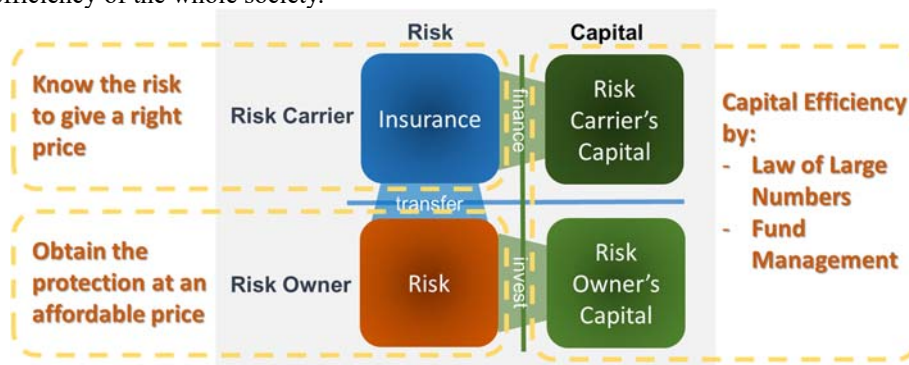 efficiency of the whole society.
Risk
Capital
Know the risk
to give a right
price
Risk Carrier
Insurance
finance
Risk
Carrier's
Capital
Capital Efficiency
by:
- Law of Large
Numbers
- Fund
Management
transfer
Obtain the
protection at an
affordable price
Risk Owner
Risk
invest
Risk
Owner's
Capital